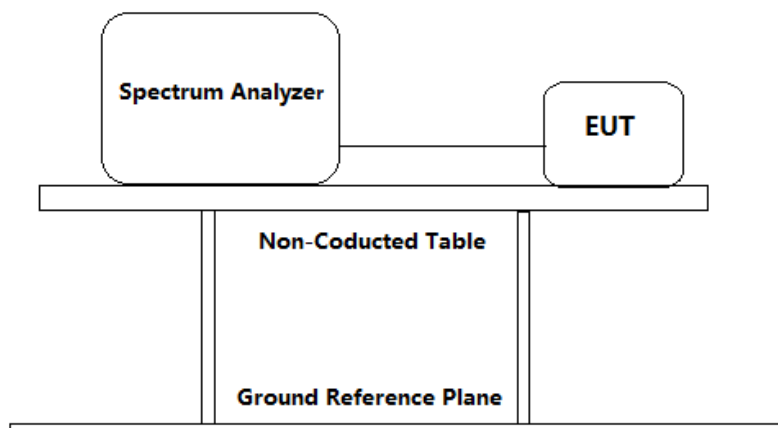 Spectrum Analyzer
EUT
Non-Coducted Table
Ground Reference Plane